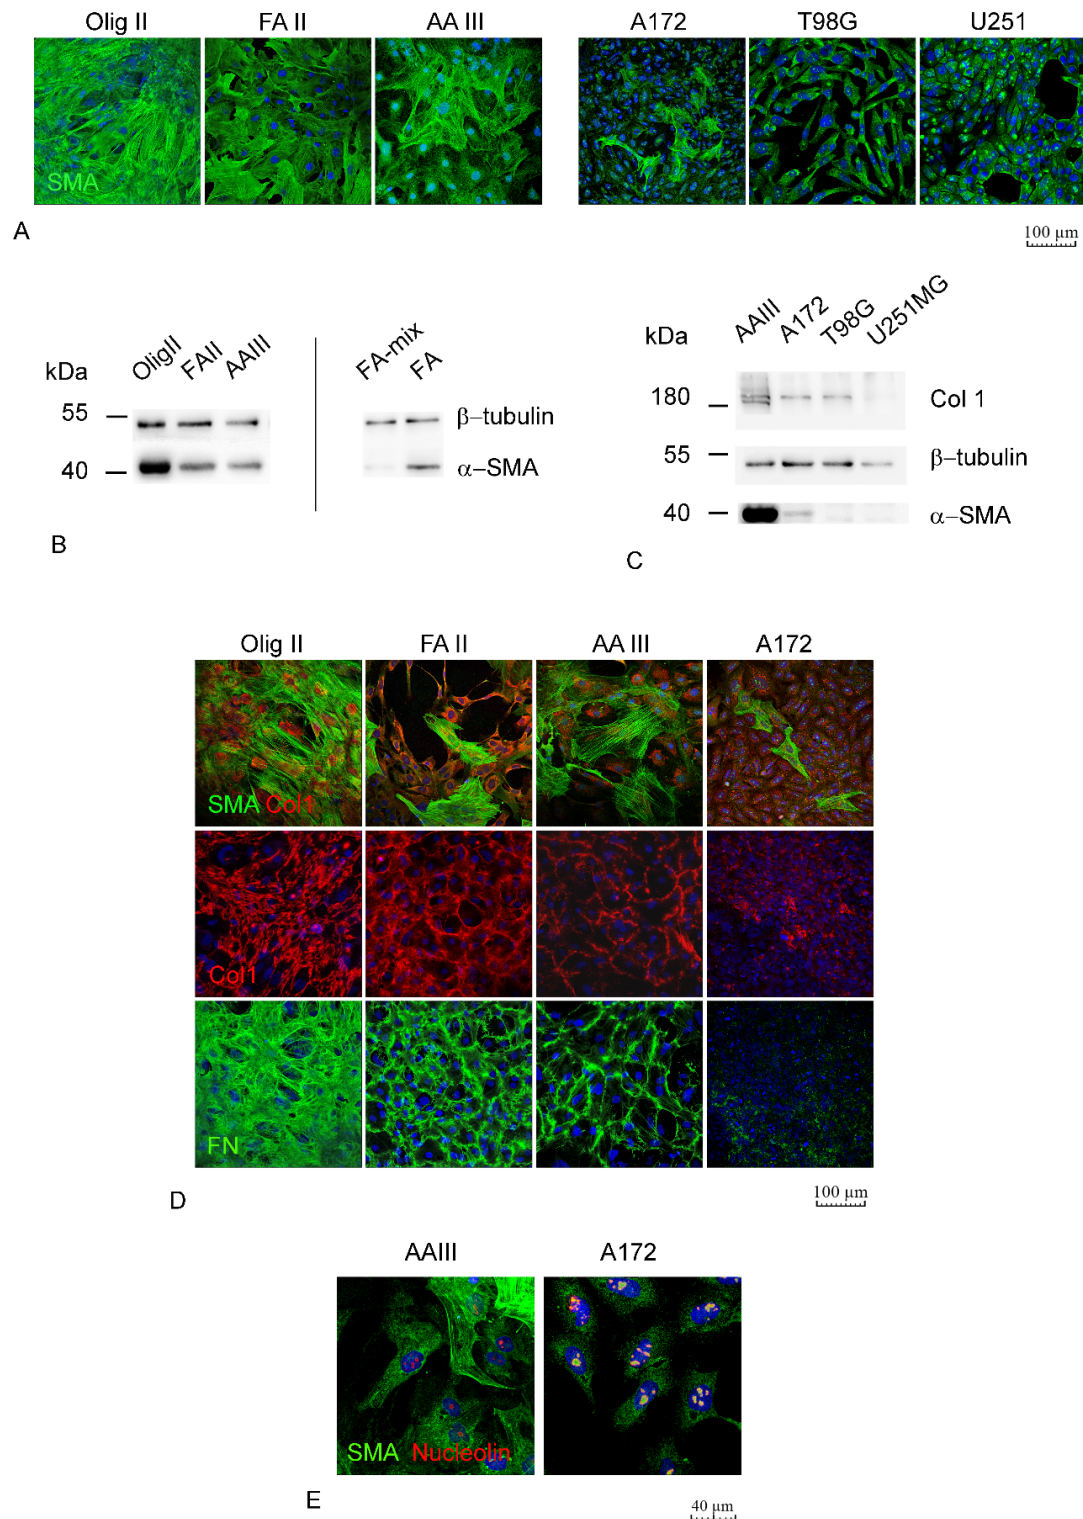 Olig II FA II AA III A172 T98G U251
SMA
A
100 µm
kDa OligII FAII AAIII FA-mix FA
55
β–tubulin
40
α–SMA
B
kDa AAIII A172 T98G U251MG
180 Col 1
55
β–tubulin
40
α–SMA
C
Olig II FA II AA III A172
SMA Col1
Col1
FN
D
100 µm
AAIII A172
SMA Nucleolin
E
40 µm